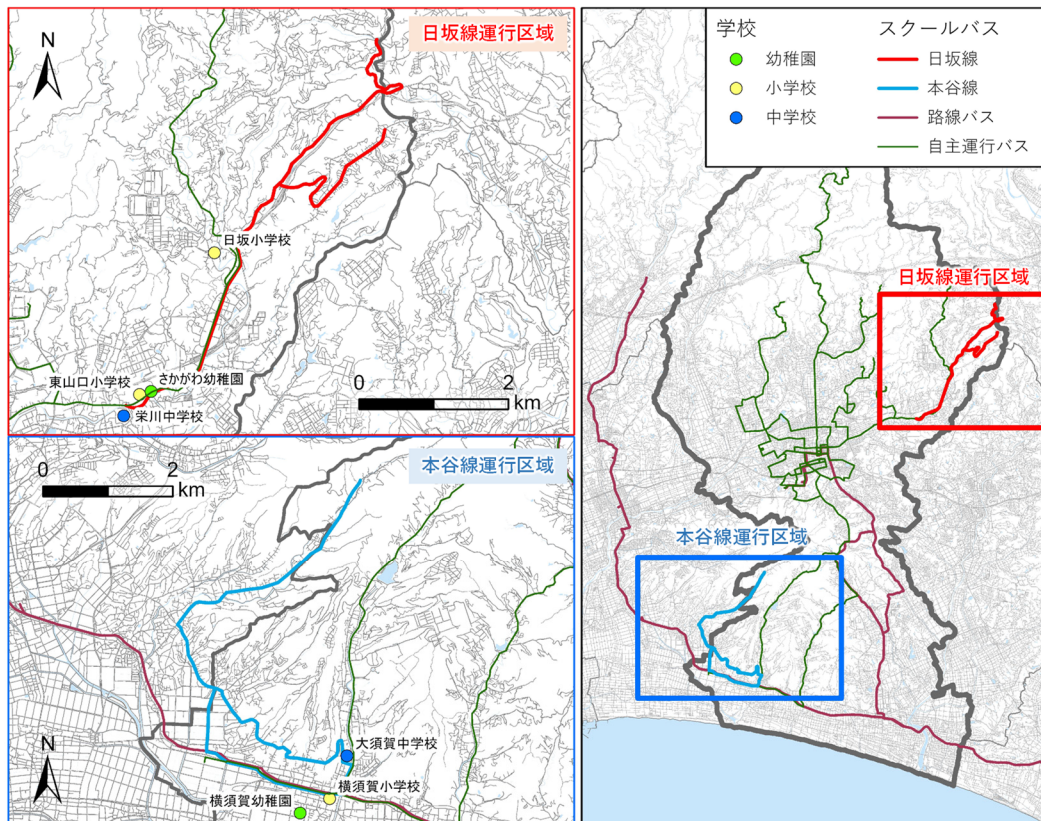 日坂線運行区域
N
日坂小学校
東山口小学校
さかがわ幼稚園
栄川中学校
0 2
km
本谷線運行区域
0 2
km
N
大須賀中学校
横須賀小学校
横須賀幼稚園
学校
幼稚園
小学校
中学校
スクールバス
日坂線
本谷線
路線バス
自主運行バス
日坂線運行区域
本谷線運行区域